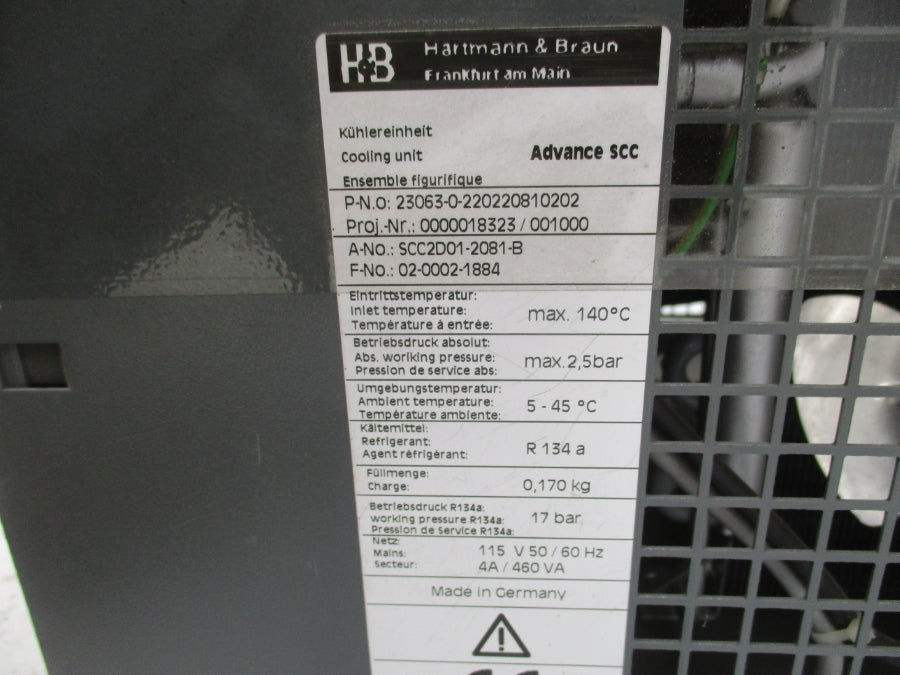 H&B Hartmann & Braun
Frankfurt am Main
Kühlereinheit
Cooling unit Advance SCC
Ensemble figurifique
P-N.o: 23063-0-220220810202
Proj.-Nr.: 0000018323 / 001000
A-No.: SCC2D01-2081-B
F-No.: 02-0002-1884
Eintrittstemperatur:
Inlet temperature: max. 140°C
Température à entrée:
Betriebsdruck absolut:
Abs. woriking pressure: max.2,5bar
Pression de service abs:
Umgebungstemperatur:
Ambient temperature: 5 - 45 °C
Température ambiente:
Kältemittel:
Refrigerant: R 134 a
Agent réfrigérant:
Füllmenge:
Charge: 0,170 kg
Betriebsdruck R134a:
working pressure R134a: 17 bar
Pression de Service R134a:
Netz:
Mains: 115 V 50 / 60 Hz
Secteur: 4A / 460 VA
Made in Germany